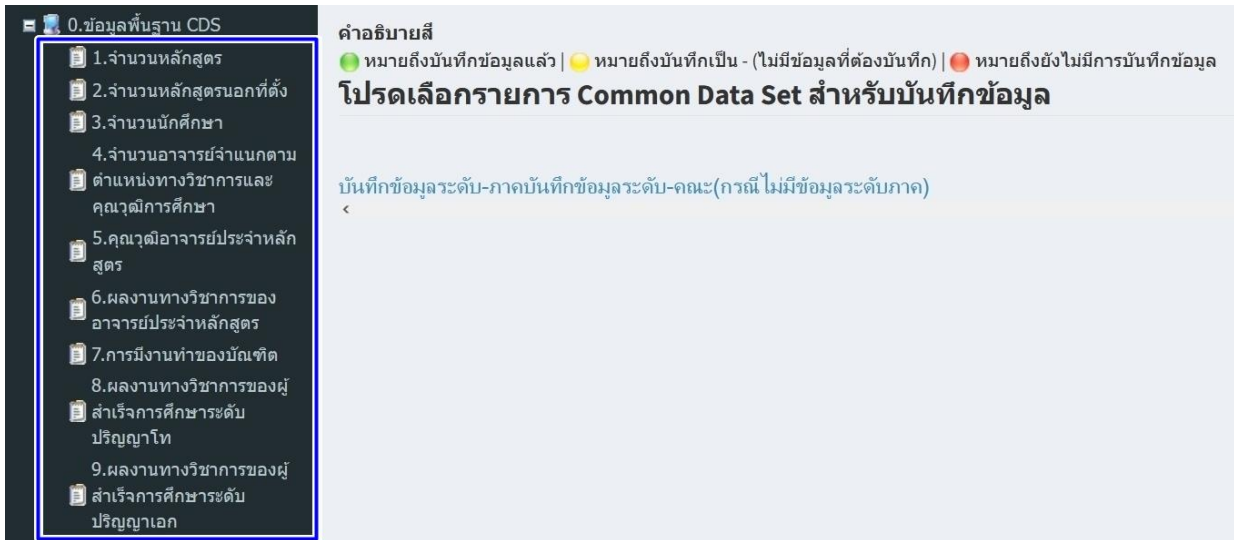 0.ข้อมูลพื้นฐาน CDS
1.จำนวนหลักสูตร
2.จำนวนหลักสูตรนอกที่ตั้ง
3.จำนวนนักศึกษา
4.จำนวนอาจารย์จำแนกตาม
ตำแหน่งทางวิชาการและ
คุณวุฒิการศึกษา
5.คุณวุฒิอาจารย์ประจำหลัก
สูตร
6.ผลงานทางวิชาการของ
อาจารย์ประจำหลักสูตร
7.การมีงานทำของบัณฑิต
8.ผลงานทางวิชาการของผู้
สำเร็จการศึกษาระดับ
ปริญญาโท
9.ผลงานทางวิชาการของผู้
สำเร็จการศึกษาระดับ
ปริญญาเอก
คำอธิบายสี
หมายถึงบันทึกข้อมูลแล้ว | หมายถึงบันทึกเป็น - (ไม่มีข้อมูลที่ต้องบันทึก) | หมายถึงยังไม่มีการบันทึกข้อมูล
โปรดเลือกรายการ Common Data Set สำหรับบันทึกข้อมูล
บันทึกข้อมูลระดับ-ภาคบันทึกข้อมูลระดับ-คณะ(กรณีไม่มีข้อมูลระดับภาค)
<